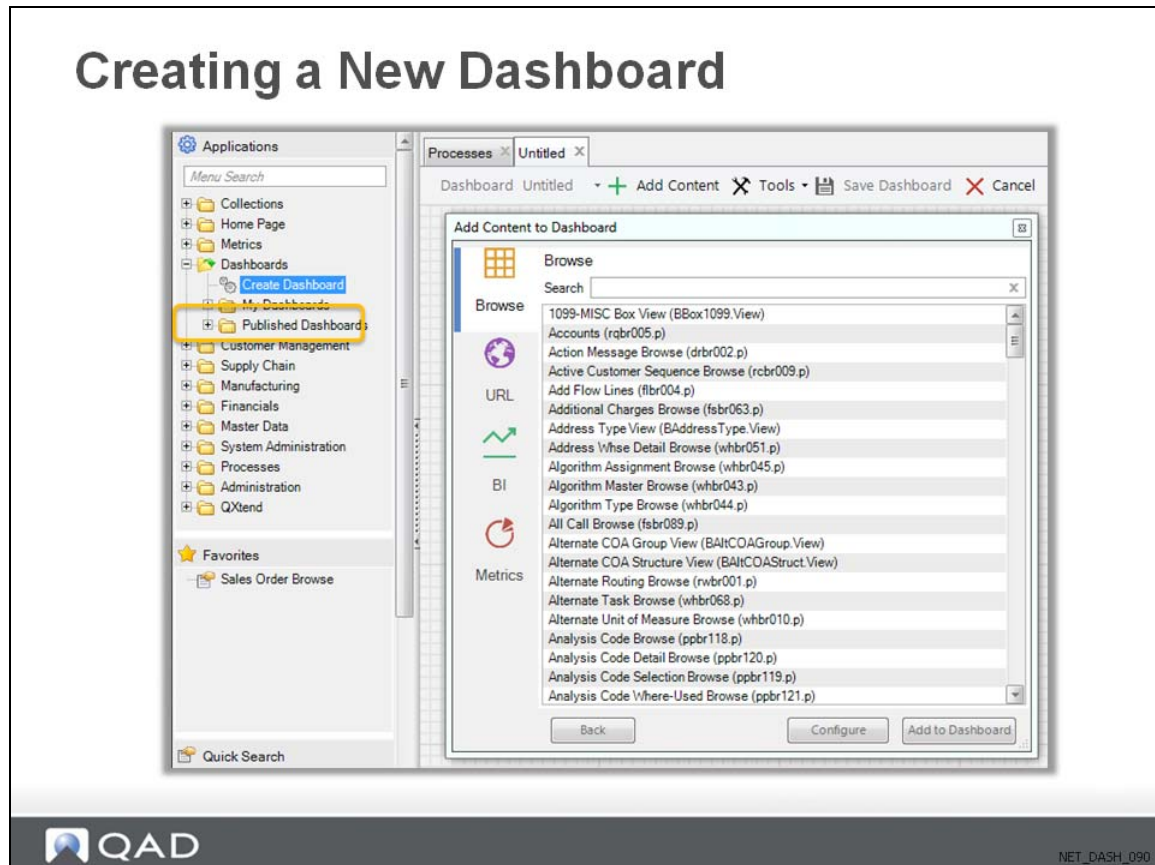 Creating a New Dashboard
Applications
Menu Search
Collections
Home Page
Metrics
Dashboards
Create Dashboard
My Dashboards
Published Dashboards
Customer Management
Supply Chain
Manufacturing
Financials
Master Data
System Administration
Processes
Administration
QXtend
Favorites
Sales Order Browse
Quick Search
Processes Untitled
Dashboard Untitled Add Content Tools Save Dashboard Cancel
Add Content to Dashboard
Browse
URL
BI
Metrics
Browse
Search
1099-MISC Box View (BBox1099.View)
Accounts (rqbr005.p)
Action Message Browse (drbr002.p)
Active Customer Sequence Browse (rcbr009.p)
Add Flow Lines (flbr004.p)
Additional Charges Browse (fsbr063.p)
Address Type View (BAddressType.View)
Address Whse Detail Browse (whbr051.p)
Algorithm Assignment Browse (whbr045.p)
Algorithm Master Browse (whbr043.p)
Algorithm Type Browse (whbr044.p)
All Call Browse (fsbr089.p)
Alternate COA Group View (BAltCOAGroup.View)
Alternate COA Structure View (BAltCOAStruct.View)
Alternate Routing Browse (rwbr001.p)
Alternate Task Browse (whbr068.p)
Alternate Unit of Measure Browse (whbr010.p)
Analysis Code Browse (ppbr118.p)
Analysis Code Detail Browse (ppbr120.p)
Analysis Code Selection Browse (ppbr119.p)
Analysis Code Where-Used Browse (ppbr121.p)
Back Configure Add to Dashboard
QAD
NET_DASH_090